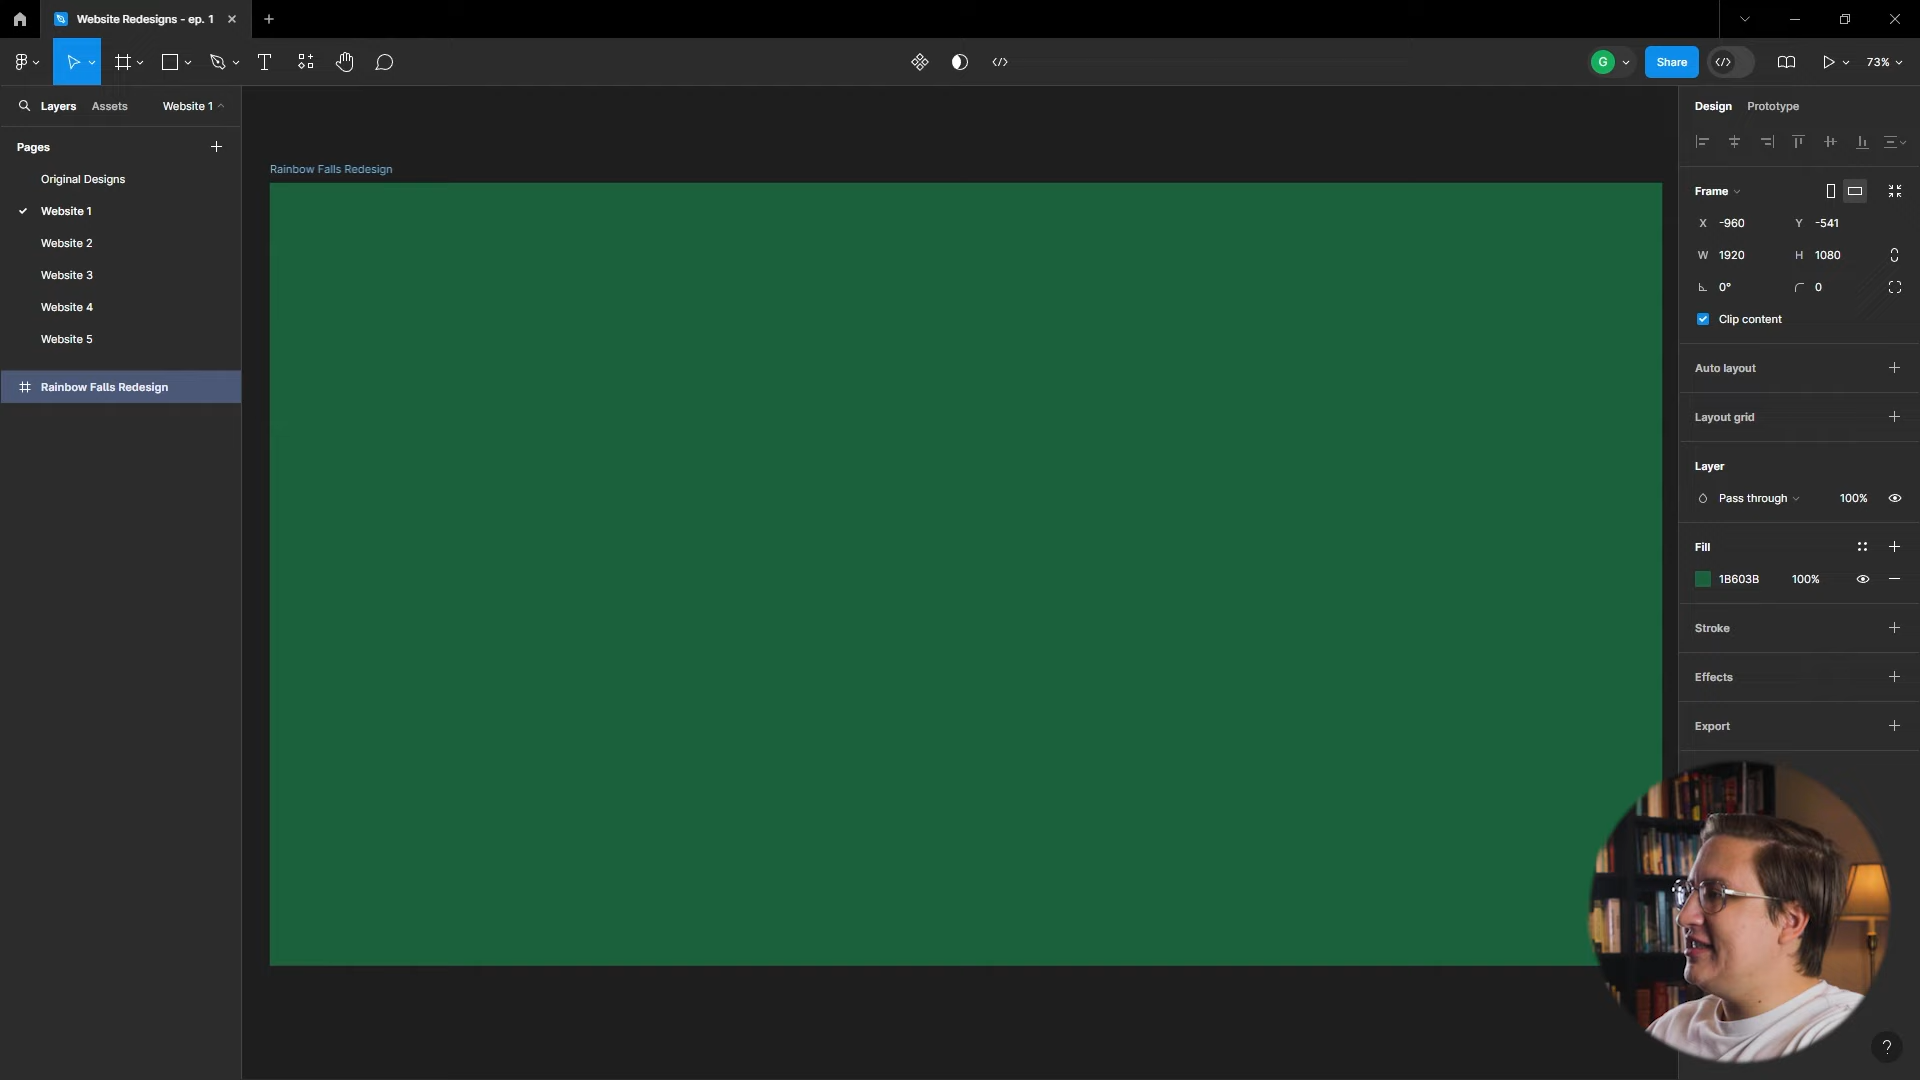 Website Redesigns - ep. 1
G
Share
73%
Layers
Assets
Website 1
Design
Prototype
Pages
Original Designs
Website 1
Website 2
Website 3
Website 4
Website 5
Rainbow Falls Redesign
Rainbow Falls Redesign
Frame
X -960 Y -541
W 1920 H 1080
0° 0
Clip content
Auto layout
Layout grid
Layer
Pass through 100%
Fill
1B603B 100%
Stroke
Effects
Export
?